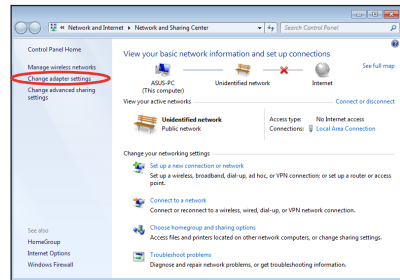 « Network and Internet ▸ Network and Sharing Center
Search Control Panel
Control Panel Home
Manage wireless networks
Change adapter settings
Change advanced sharing
settings
See also
HomeGroup
Internet Options
Windows Firewall
View your basic network information and set up connections
See full map
ASUS-PC
(This computer)
Unidentified network
Internet
View your active networks
Connect or disconnect
Unidentified network
Public network
Access type: No Internet access
Connections: Local Area Connection
Change your networking settings
Set up a new connection or network
Set up a wireless, broadband, dial-up, ad hoc, or VPN connection; or set up a router or access
point.
Connect to a network
Connect or reconnect to a wireless, wired, dial-up, or VPN network connection.
Choose homegroup and sharing options
Access files and printers located on other network computers, or change sharing settings.
Troubleshoot problems
Diagnose and repair network problems, or get troubleshooting information.